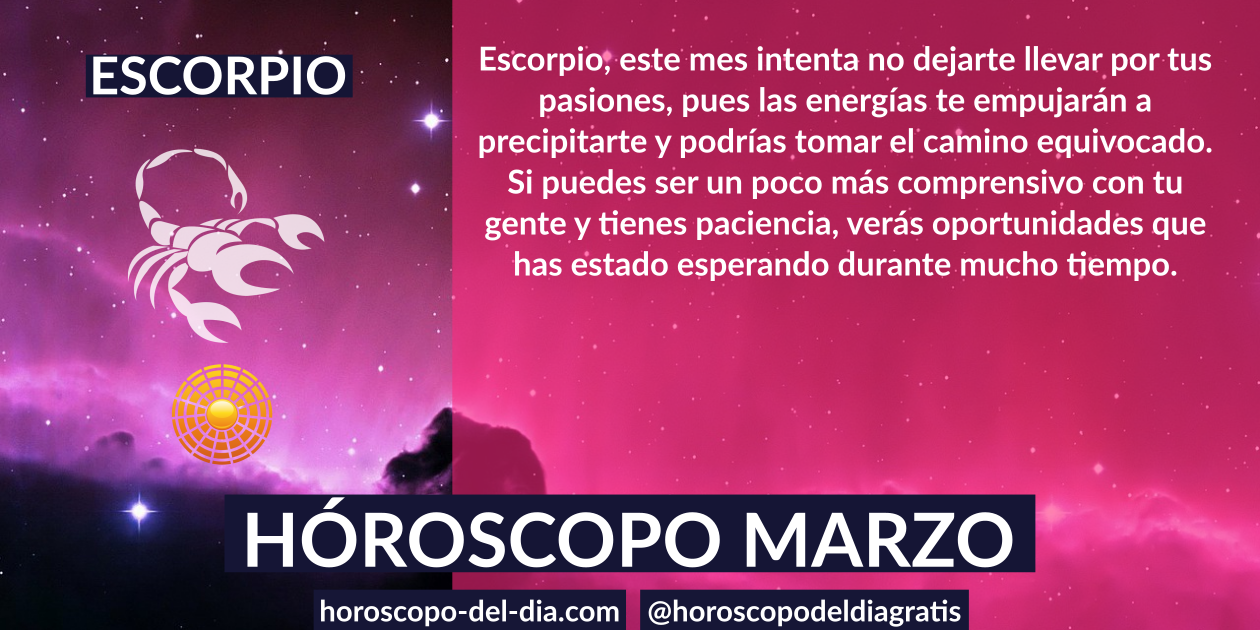 ESCORPIO
Escorpio, este mes intenta no dejarte llevar por tus
pasiones, pues las energías te empujarán a
precipitarte y podrías tomar el camino equivocado.
Si puedes ser un poco más comprensivo con tu
gente y tienes paciencia, verás oportunidades que
has estado esperando durante mucho tiempo.
HÓROSCOPO MARZO
horoscopo-del-dia.com @horoscopodeldiagratis